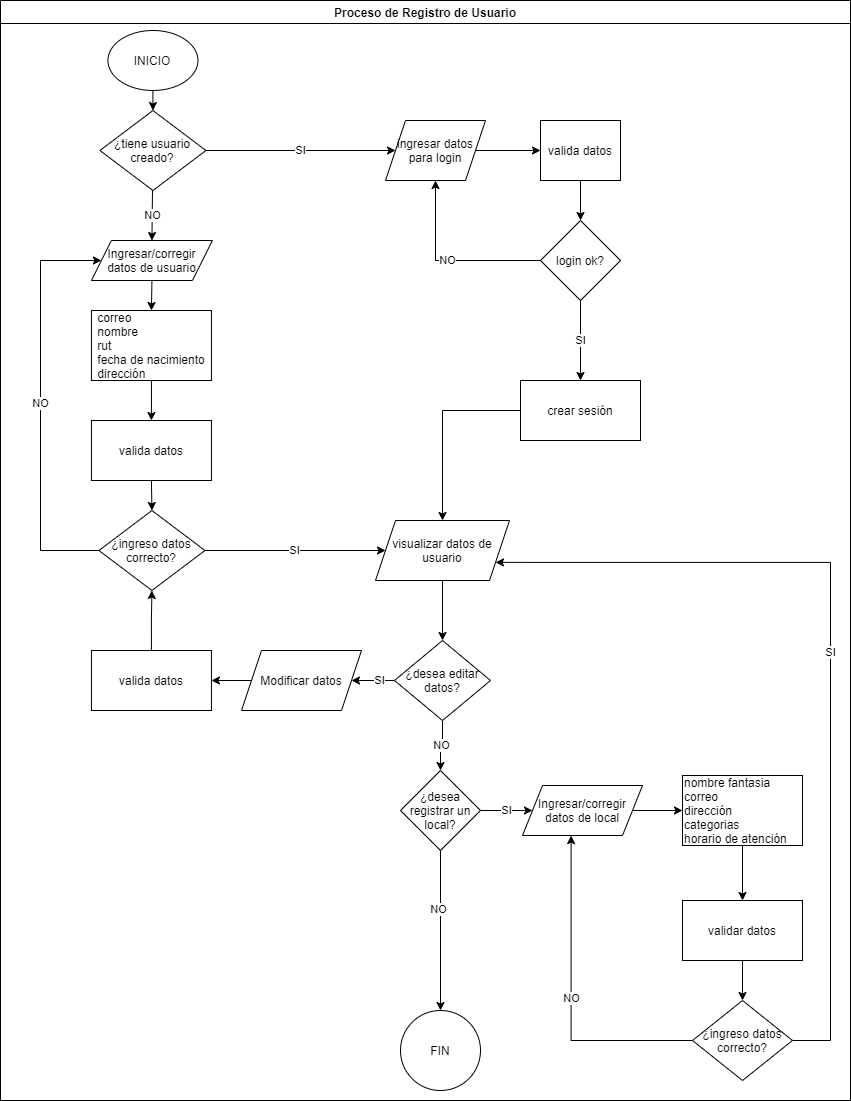 Proceso de Registro de Usuario
INICIO
¿tiene usuario
creado?
SI
Ingresar datos
para login
valida datos
NO
login ok?
NO
SI
Ingresar/corregir
datos de usuario
correo
nombre
rut
fecha de nacimiento
dirección
crear sesión
NO
valida datos
¿ingreso datos
correcto?
SI
visualizar datos de
usuario
SI
valida datos
Modificar datos
SI
¿desea editar
datos?
NO
¿desea
registrar un
local?
SI
Ingresar/corregir
datos de local
nombre fantasia
correo
dirección
categorias
horario de atención
NO
validar datos
NO
¿ingreso datos
correcto?
FIN